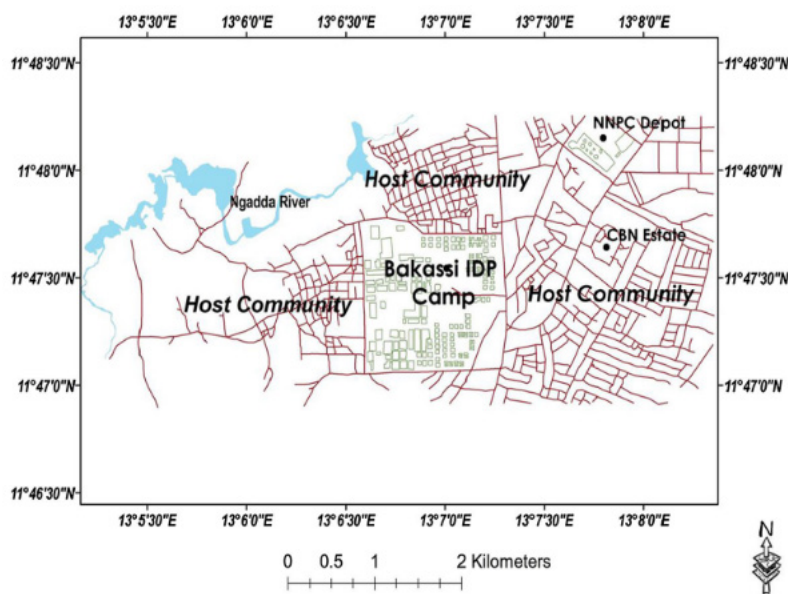 13°5'30"E 13°6'0"E 13°6'30"E 13°7'0"E 13°7'30"E 13°8'0"E
11°48'30"N 11°48'30"N
NNPC Depot
11°48'0"N 11°48'0"N
Host Community
Ngadda River
CBN Estate
Bakassi IDP
Camp
11°47'30"N 11°47'30"N
Host Community
Host Community
11°47'0"N 11°47'0"N
11°46'30"N 11°46'30"N
13°5'30"E 13°6'0"E 13°6'30"E 13°7'0"E 13°7'30"E 13°8'0"E
N
0 0.5 1 2 Kilometers